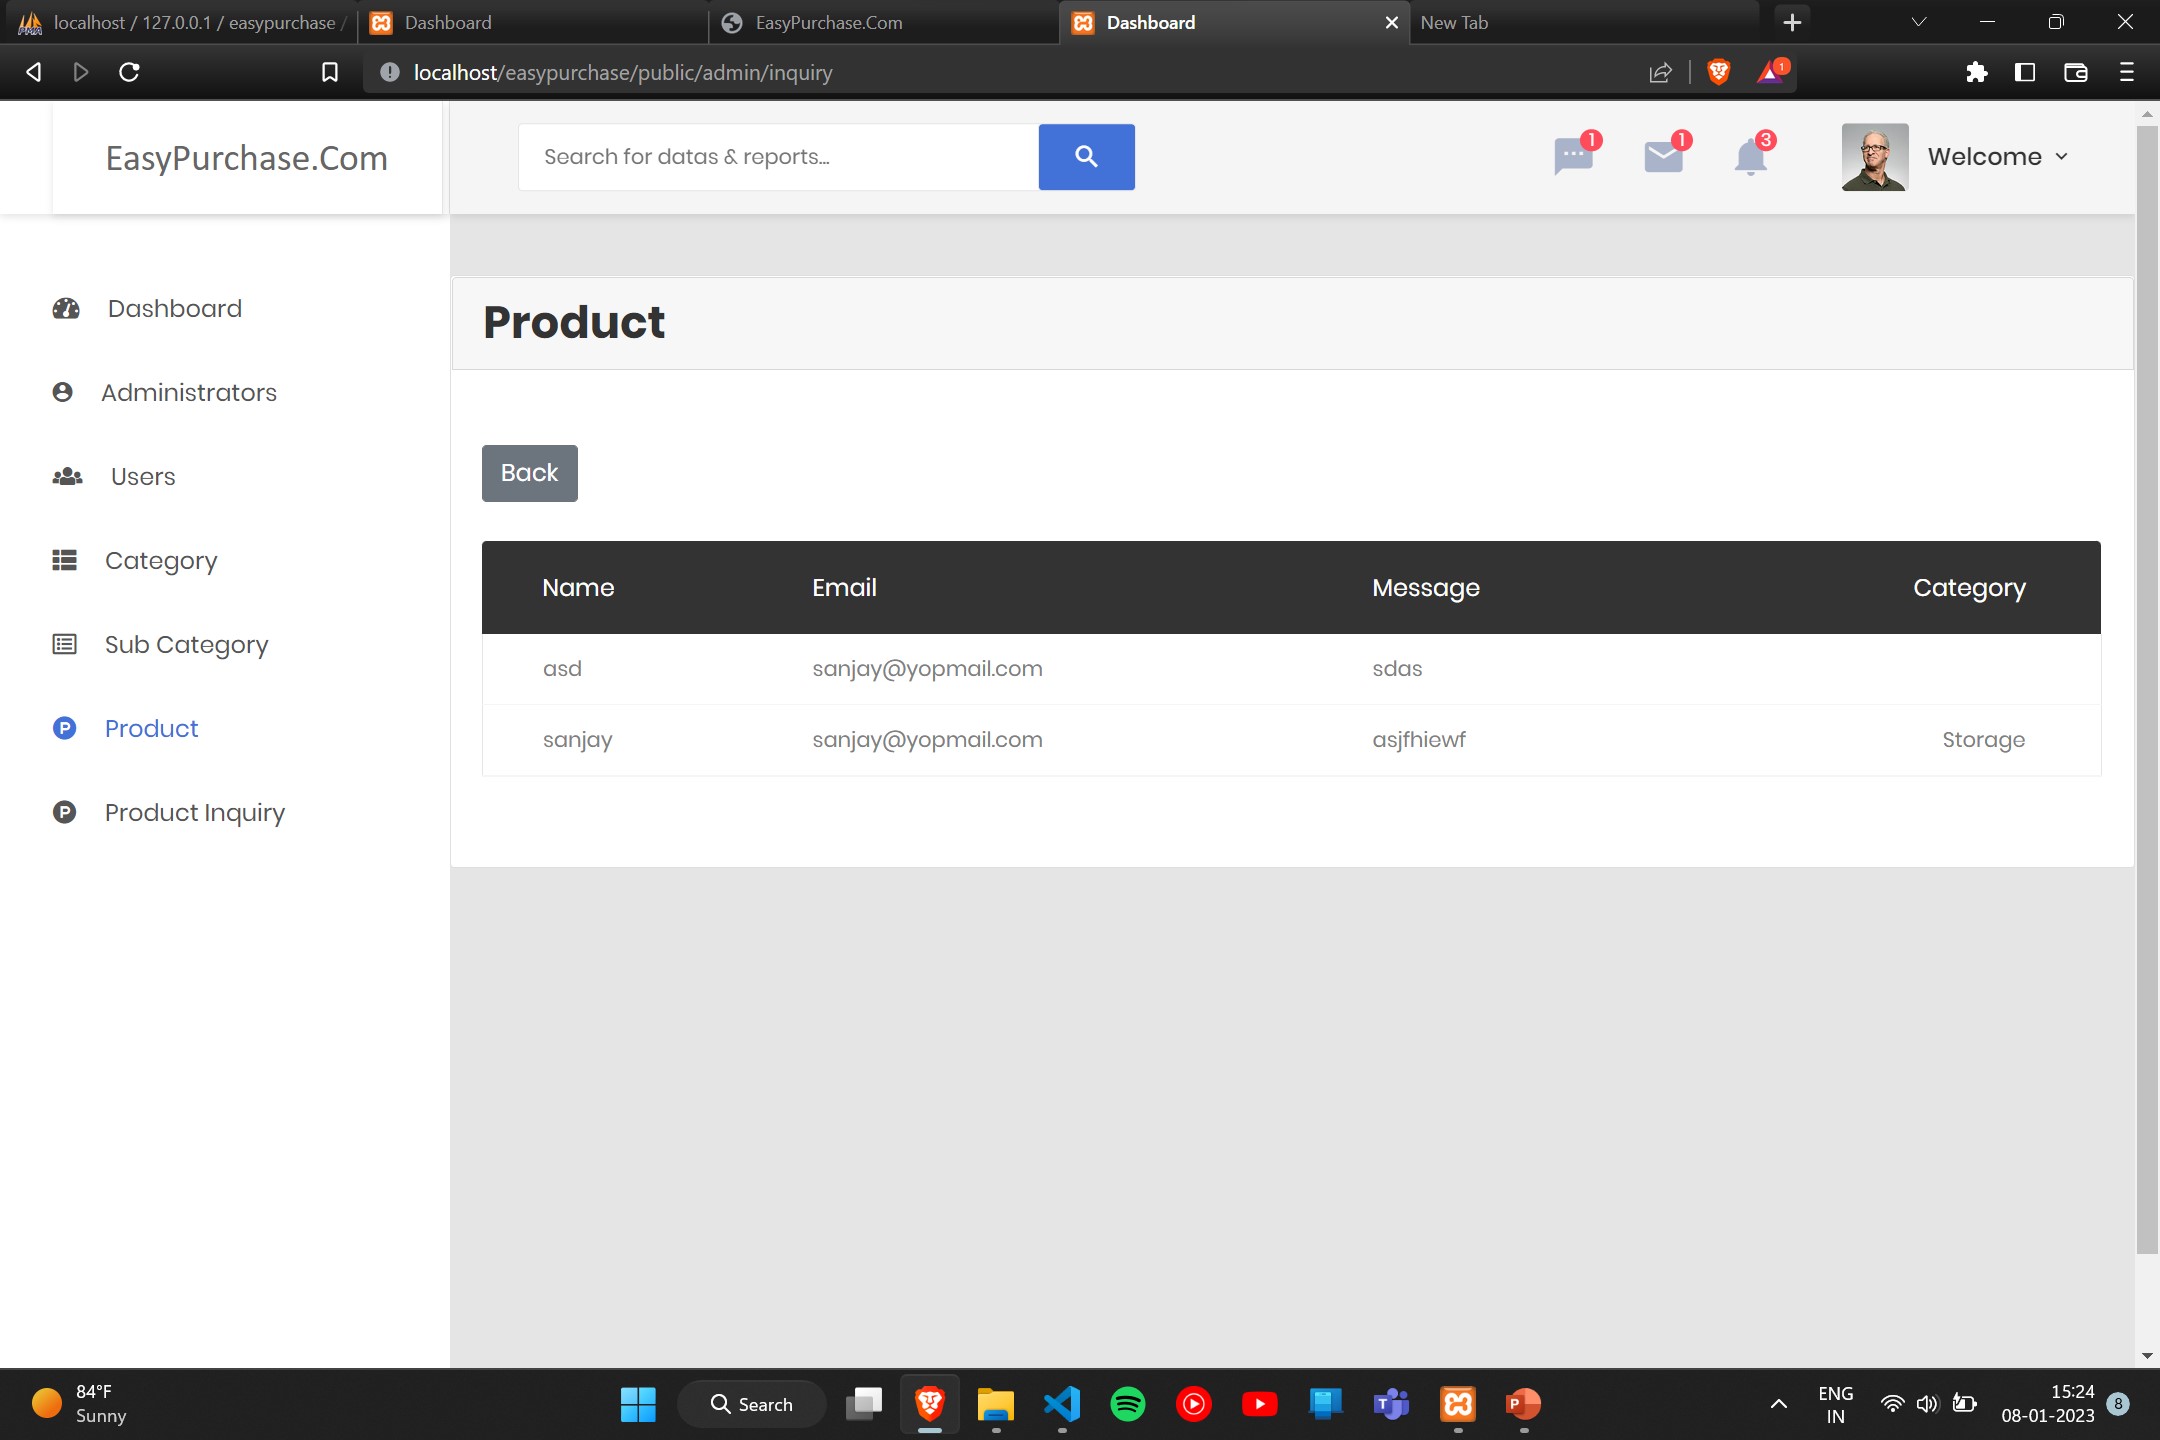 localhost / 127.0.0.1 / easypurchase /
Dashboard
EasyPurchase.Com
Dashboard
New Tab
localhost/easypurchase/public/admin/inquiry
1
EasyPurchase.Com
Search for datas & reports...
1
1
3
Welcome
Dashboard
Administrators
Users
Category
Sub Category
Product
Product Inquiry
Product
Back
Name Email Message Category
asd sanjay@yopmail.com sdas
sanjay sanjay@yopmail.com asjfhiewf Storage
84°F
Sunny
Search
ENG
IN
15:24
08-01-2023
8